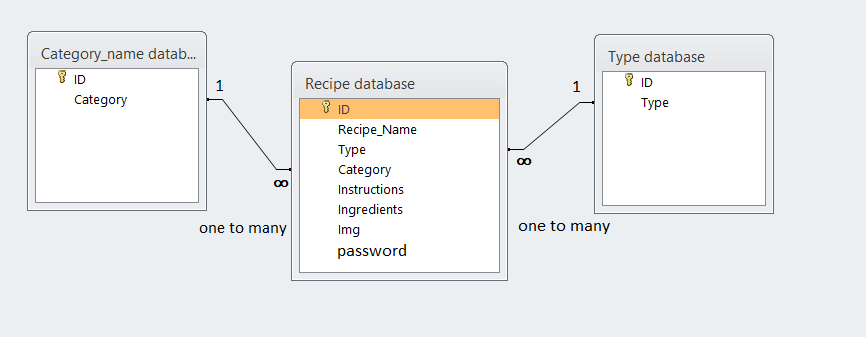 Category_name datab...
ID
Category
1
∞
one to many
Recipe database
ID
Recipe_Name
Type
Category
Instructions
Ingredients
Img
password
1
∞
one to many
Type database
ID
Type